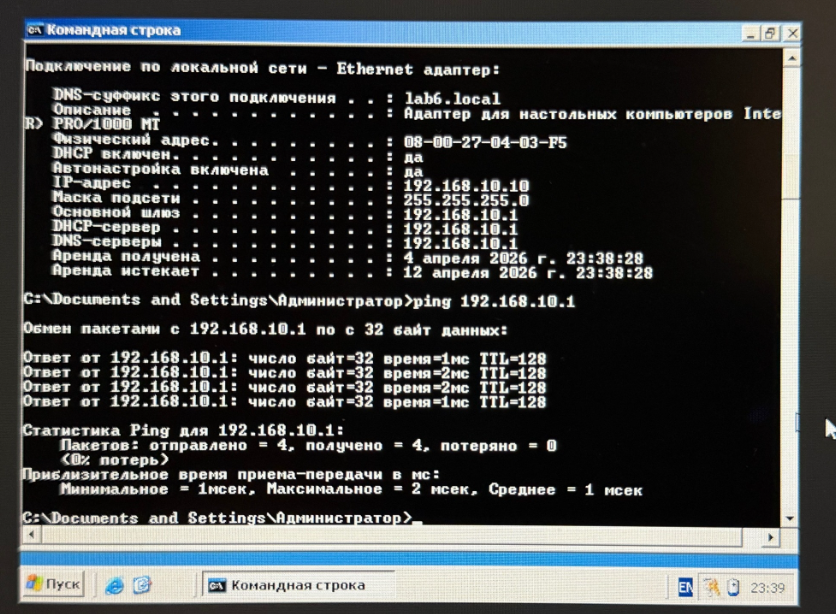 Командная строка
Подключение по локальной сети - Ethernet адаптер:
DNS-суффикс этого подключения . . : lab6.local
Описание . . . . . . . . . . . . : Адаптер для настольных компьютеров Inte
R) PRO/1000 MT
Физический адрес. . . . . . . . . : 08-00-27-04-03-F5
DHCP включен. . . . . . . . . . . : да
Автонастройка включена . . . . . : да
IP-адрес . . . . . . . . . . . . : 192.168.10.10
Маска подсети . . . . . . . . . . : 255.255.255.0
Основной шлюз . . . . . . . . . . : 192.168.10.1
DHCP-сервер . . . . . . . . . . . : 192.168.10.1
DNS-серверы . . . . . . . . . . . : 192.168.10.1
Аренда получена . . . . . . . . . : 4 апреля 2026 г. 23:38:28
Аренда истекает . . . . . . . . . : 12 апреля 2026 г. 23:38:28
C:\Documents and Settings\Администратор>ping 192.168.10.1
Обмен пакетами с 192.168.10.1 по с 32 байт данных:
Ответ от 192.168.10.1: число байт=32 время=1мс TTL=128
Ответ от 192.168.10.1: число байт=32 время=2мс TTL=128
Ответ от 192.168.10.1: число байт=32 время=2мс TTL=128
Ответ от 192.168.10.1: число байт=32 время=1мс TTL=128
Статистика Ping для 192.168.10.1:
Пакетов: отправлено = 4, получено = 4, потеряно = 0
(0% потерь)
Приблизительное время приема-передачи в мс:
Минимальное = 1мсек, Максимальное = 2 мсек, Среднее = 1 мсек
C:\Documents and Settings\Администратор>_
Пуск
Командная строка
EN
23:39